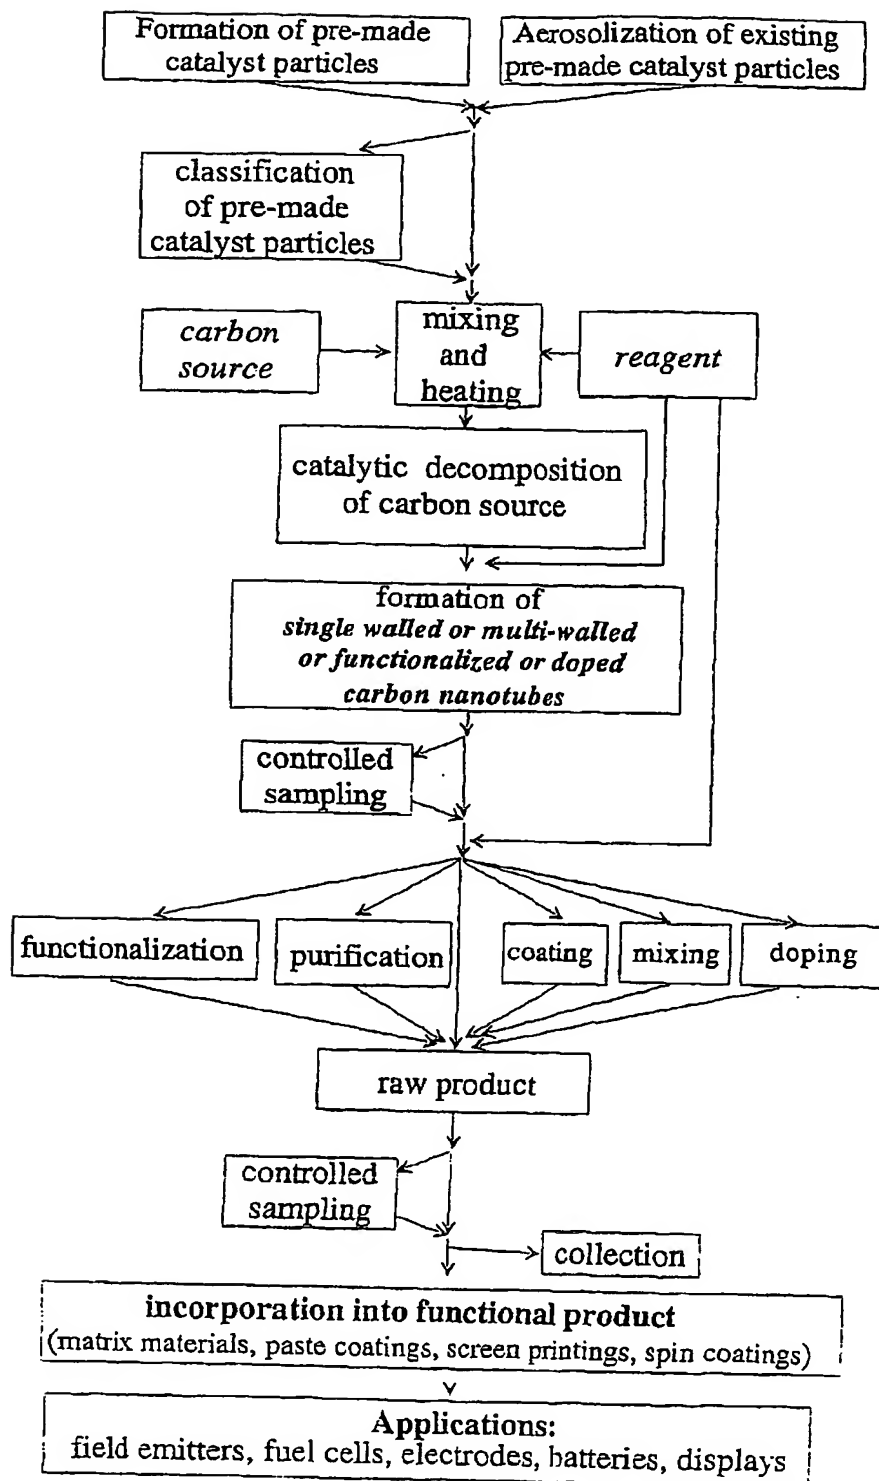 Formation of pre-made
catalyst particles
Aerosolization of existing
pre-made catalyst particles
classification
of pre-made
catalyst particles
carbon
source
mixing
and
heating
reagent
catalytic decomposition
of carbon source
formation of
single walled or multi-walled
or functionalized or doped
carbon nanotubes
controlled
sampling
functionalization
purification
coating
mixing
doping
raw product
controlled
sampling
collection
incorporation into functional product
(matrix materials, paste coatings, screen printings, spin coatings)
Applications:
field emitters, fuel cells, electrodes, batteries, displays